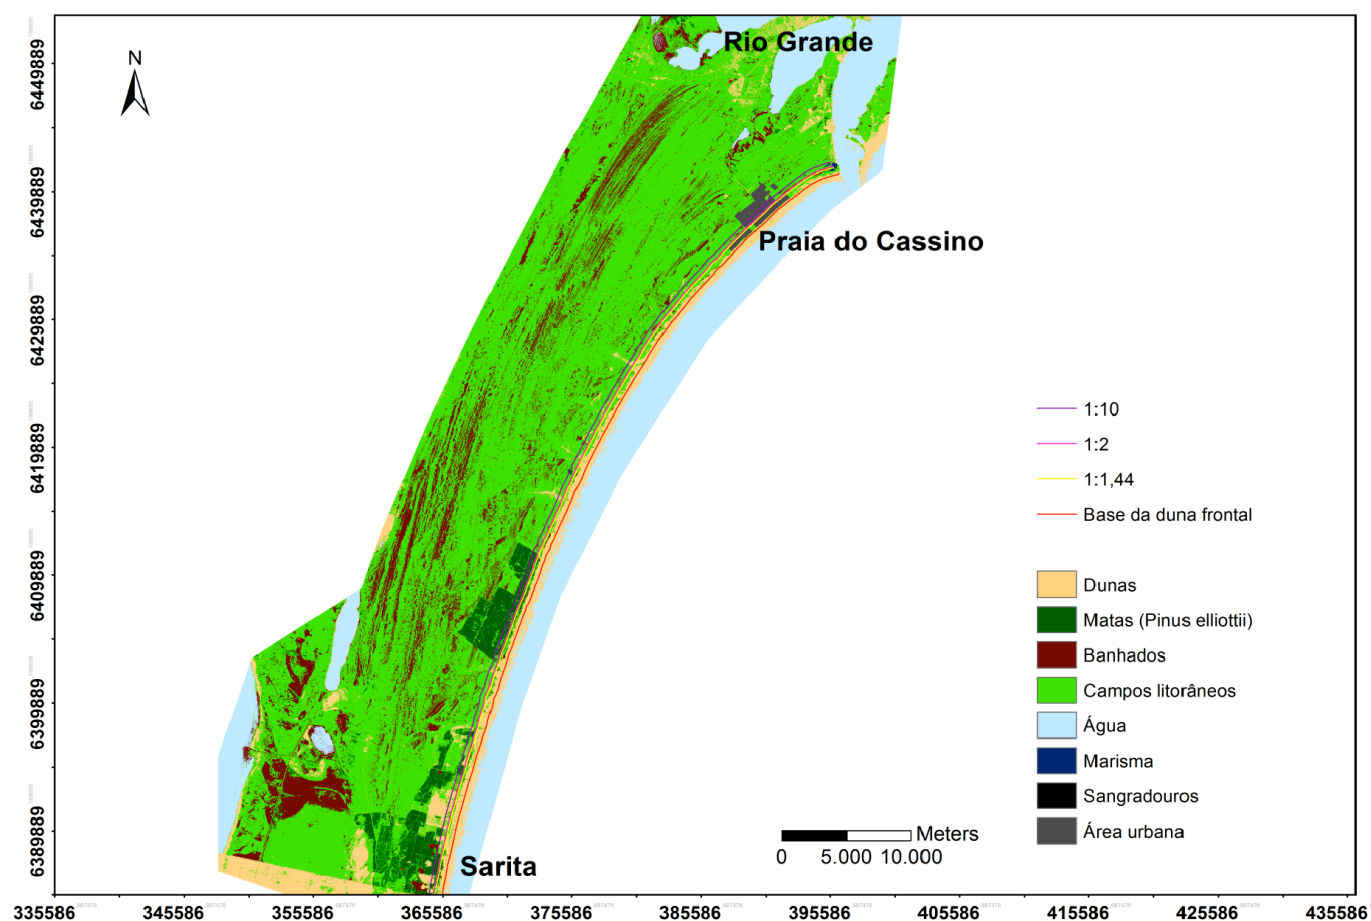 N
Rio Grande
Praia do Cassino
Sarita
6449889
6439889
6429889
6419889
6409889
6399889
6389889
1:10
1:2
1:1,44
Base da duna frontal
Dunas
Matas (Pinus elliottii)
Banhados
Campos litorâneos
Água
Marisma
Sangradouros
Área urbana
Meters
0 5.000 10.000
335586 345586 355586 365586 375586 385586 395586 405586 415586 425586 435586